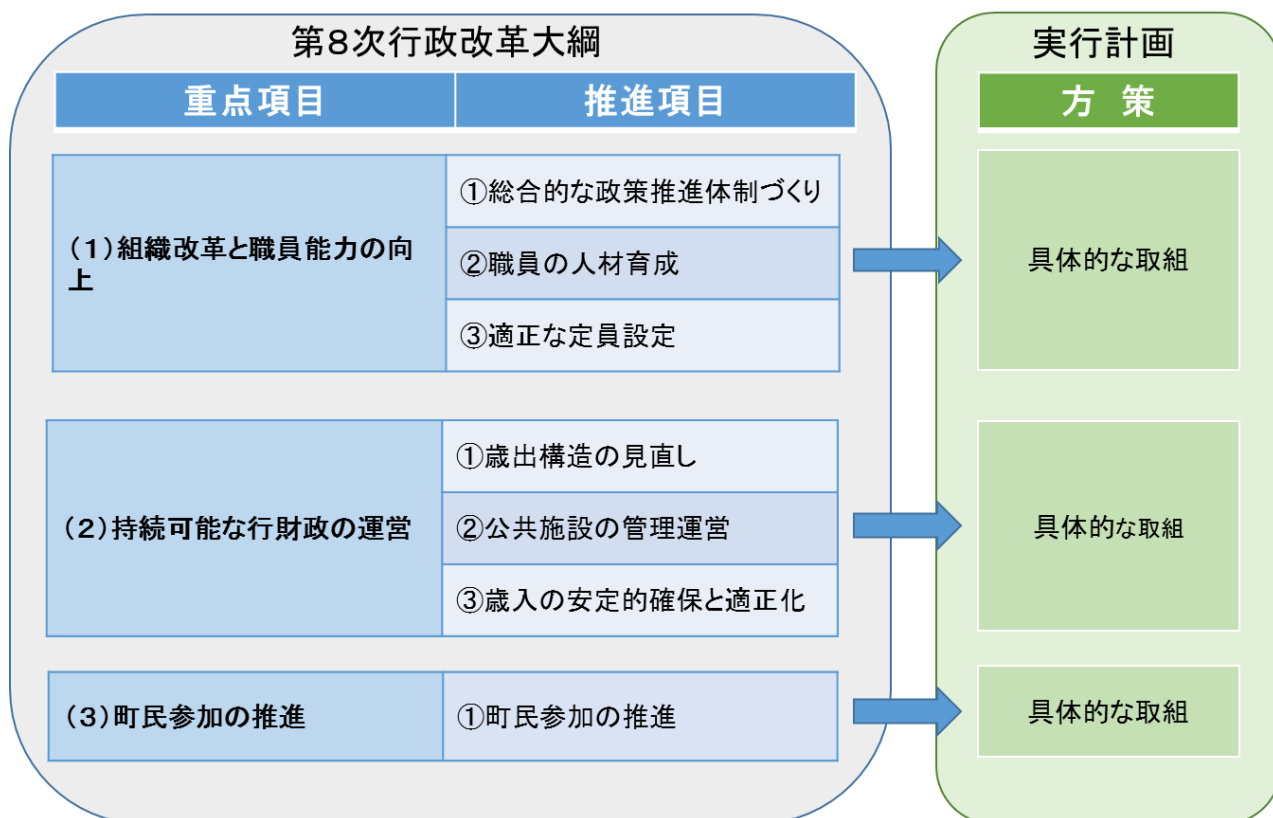 第８次行政改革大綱
実行計画
重点項目
推進項目
方 策
（１）組織改革と職員能力の向
上
①総合的な政策推進体制づくり
②職員の人材育成
③適正な定員設定
具体的な取組
（２）持続可能な行財政の運営
①歳出構造の見直し
②公共施設の管理運営
③歳入の安定的確保と適正化
具体的な取組
（３）町民参加の推進
①町民参加の推進
具体的な取組